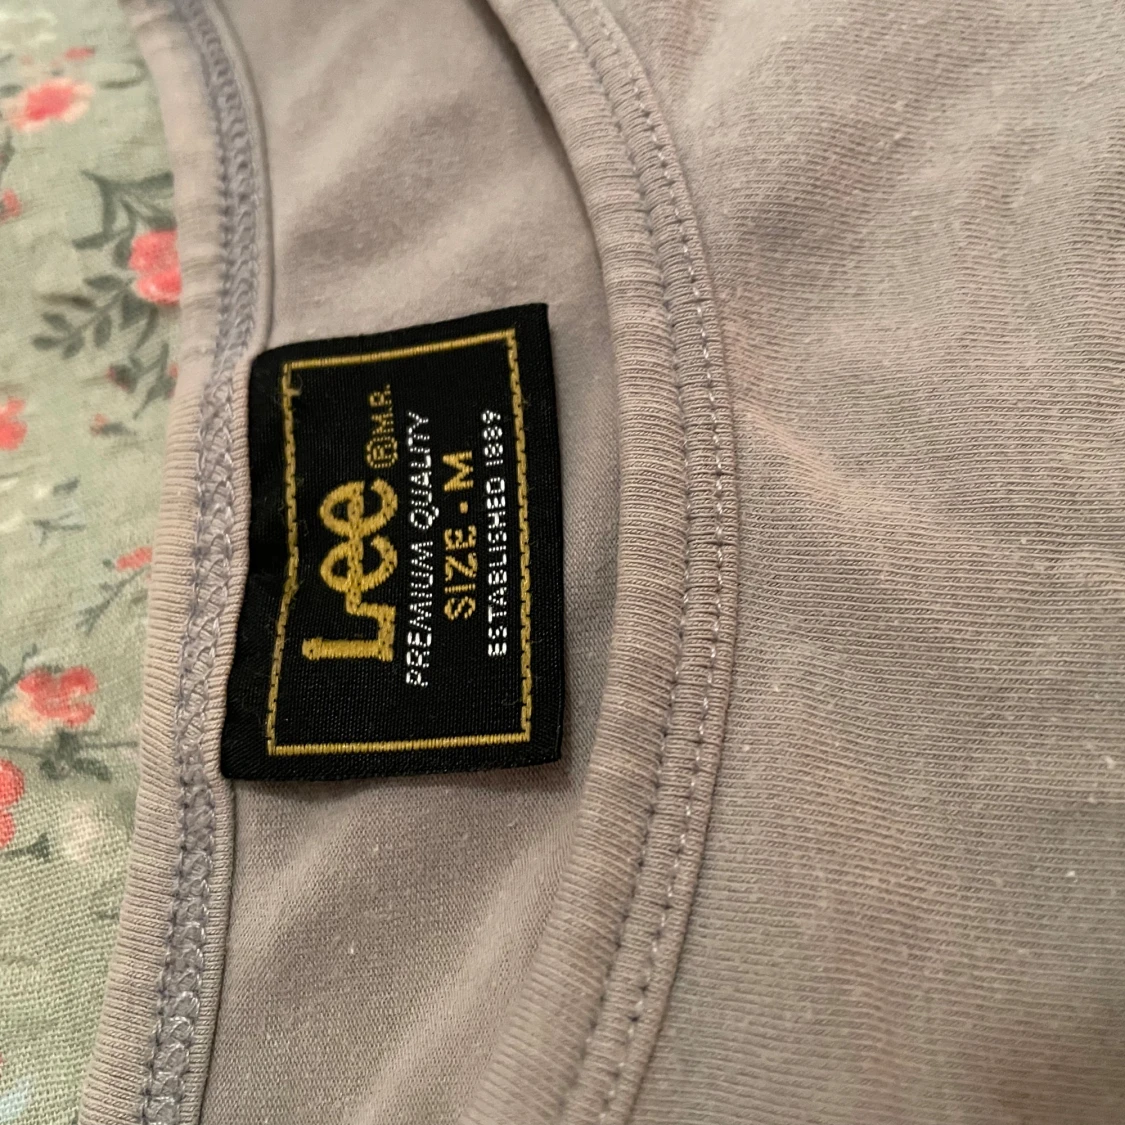 Lee ® M.R.
PREMIUM QUALITY
SIZE · M
ESTABLISHED 1889